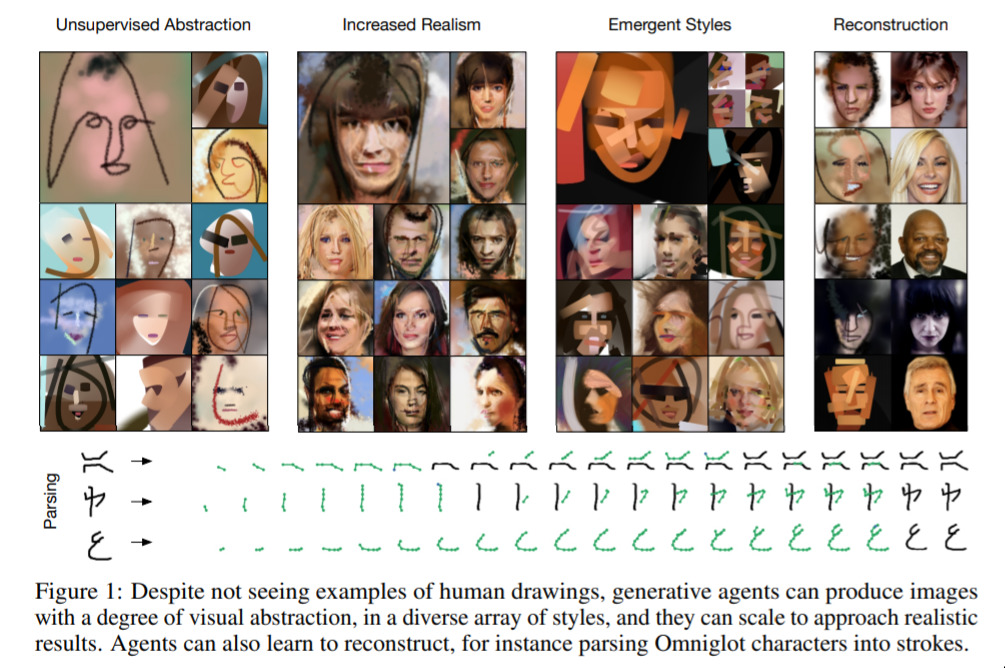 Unsupervised Abstraction
Increased Realism
Emergent Styles
Reconstruction
Parsing
Figure 1: Despite not seeing examples of human drawings, generative agents can produce images
with a degree of visual abstraction, in a diverse array of styles, and they can scale to approach realistic
results. Agents can also learn to reconstruct, for instance parsing Omniglot characters into strokes.